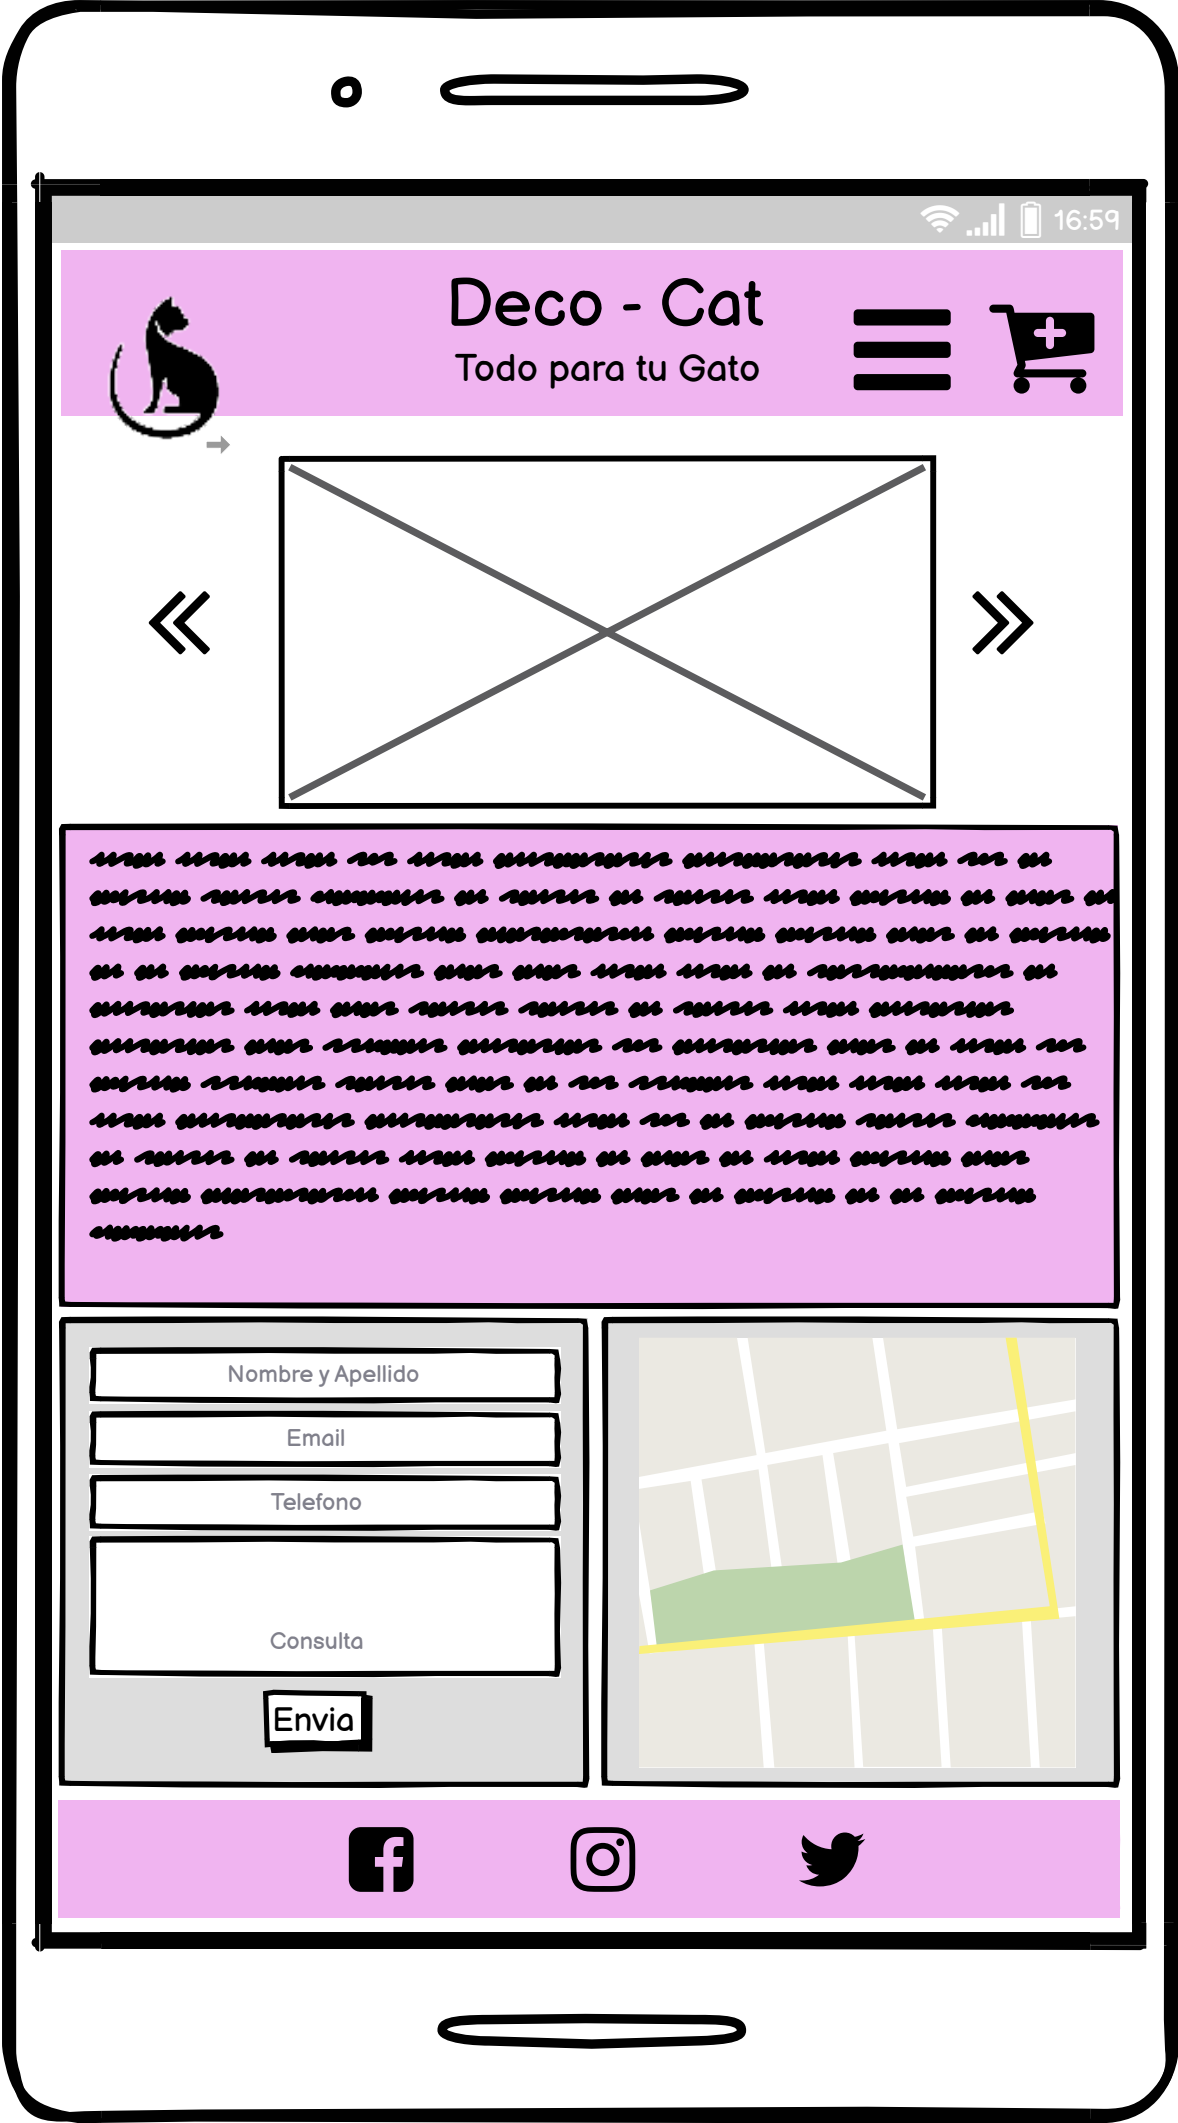 16:59
Deco - Cat
Todo para tu Gato
Nombre y Apellido
Email
Telefono
Consulta
Envia